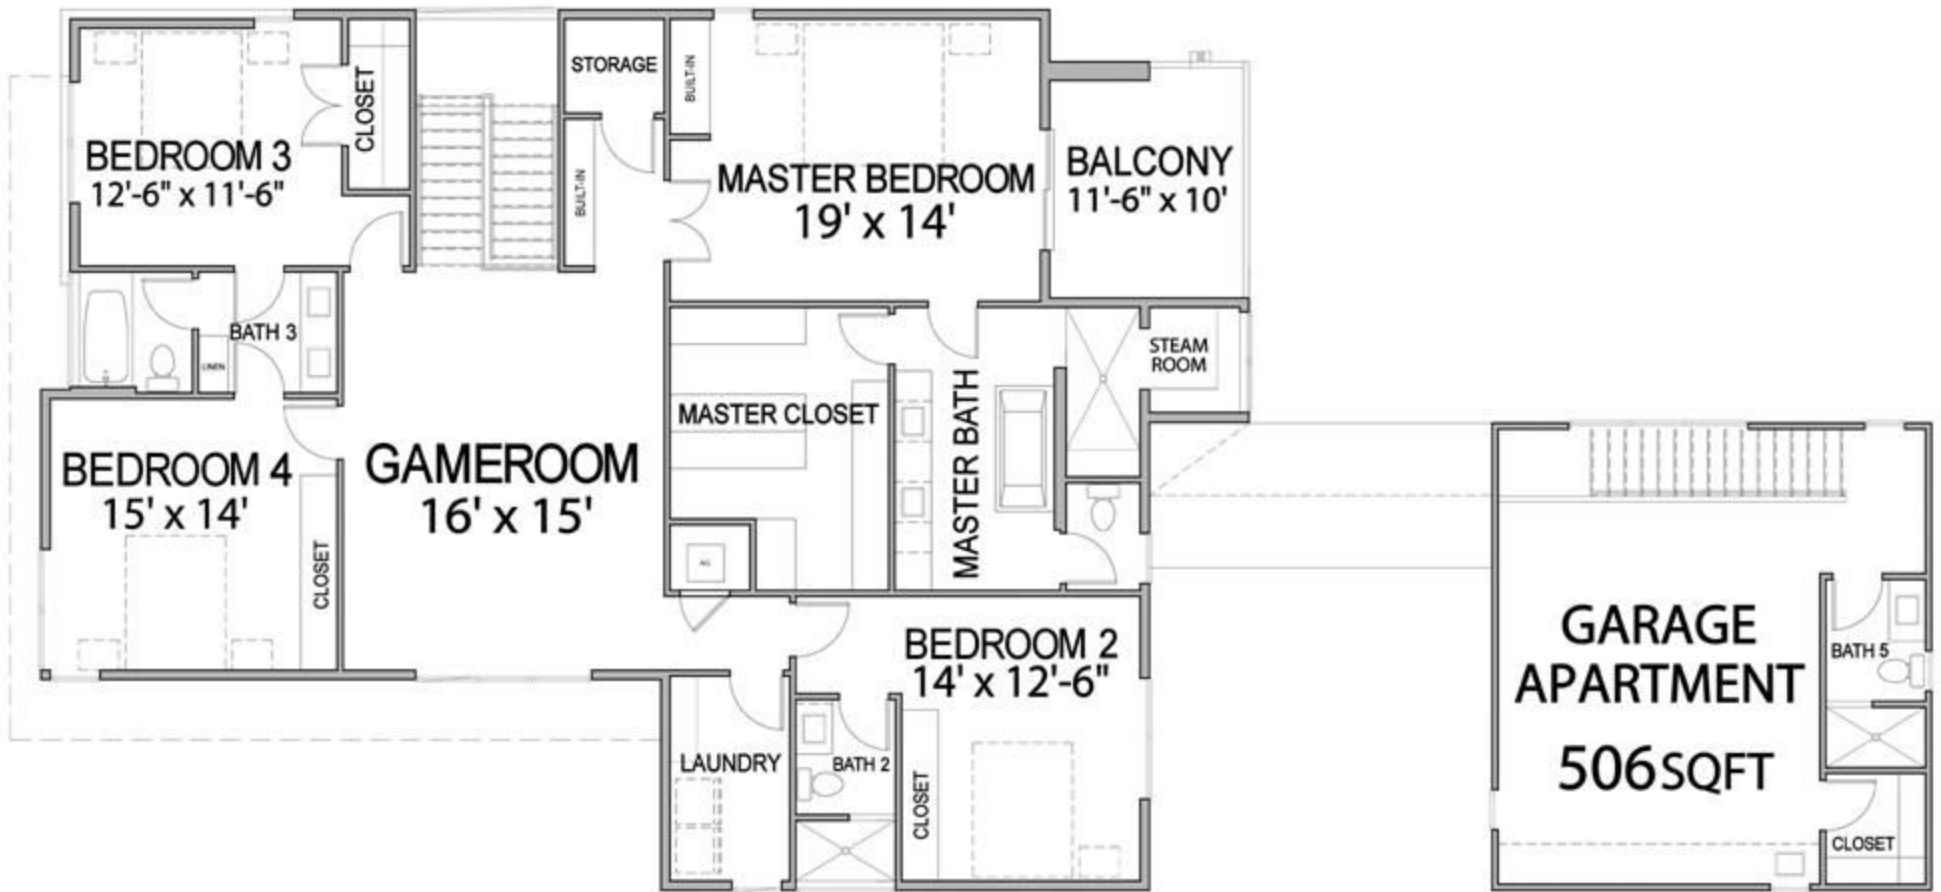 STORAGE
BUILT-IN
CLOSET
BEDROOM 3
12'-6" x 11'-6"
BUILT-IN
MASTER BEDROOM
19' x 14'
BALCONY
11'-6" x 10'
BATH 3
LINEN
STEAM
ROOM
MASTER CLOSET
MASTER BATH
BEDROOM 4
15' x 14'
CLOSET
GAMEROOM
16' x 15'
BEDROOM 2
14' x 12'-6"
LAUNDRY
BATH 2
CLOSET
GARAGE
APARTMENT
506 SQFT
BATH 5
CLOSET